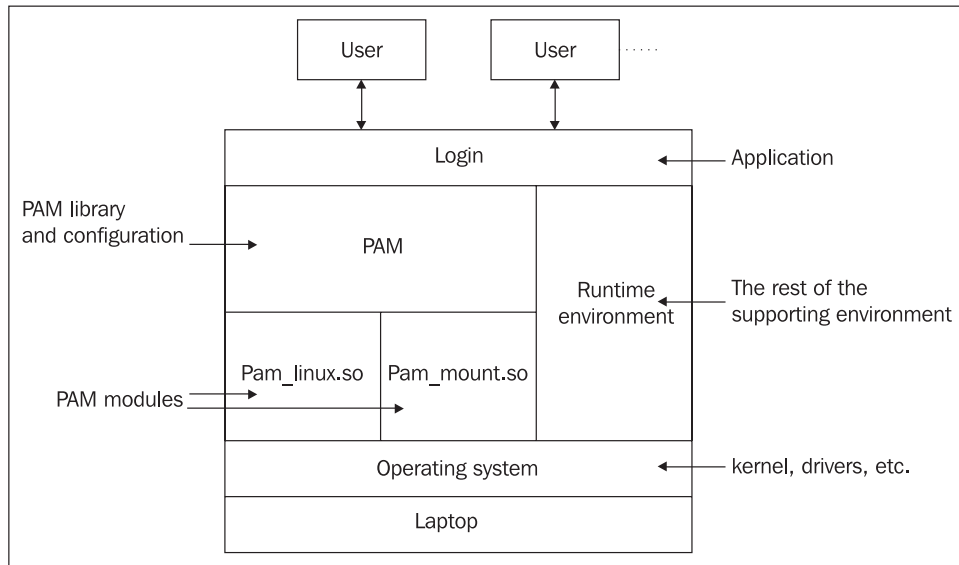 User
User
Login
Application
PAM library
and configuration
PAM
Runtime
environment
The rest of the
supporting environment
Pam_linux.so
Pam_mount.so
PAM modules
Operating system
kernel, drivers, etc.
Laptop